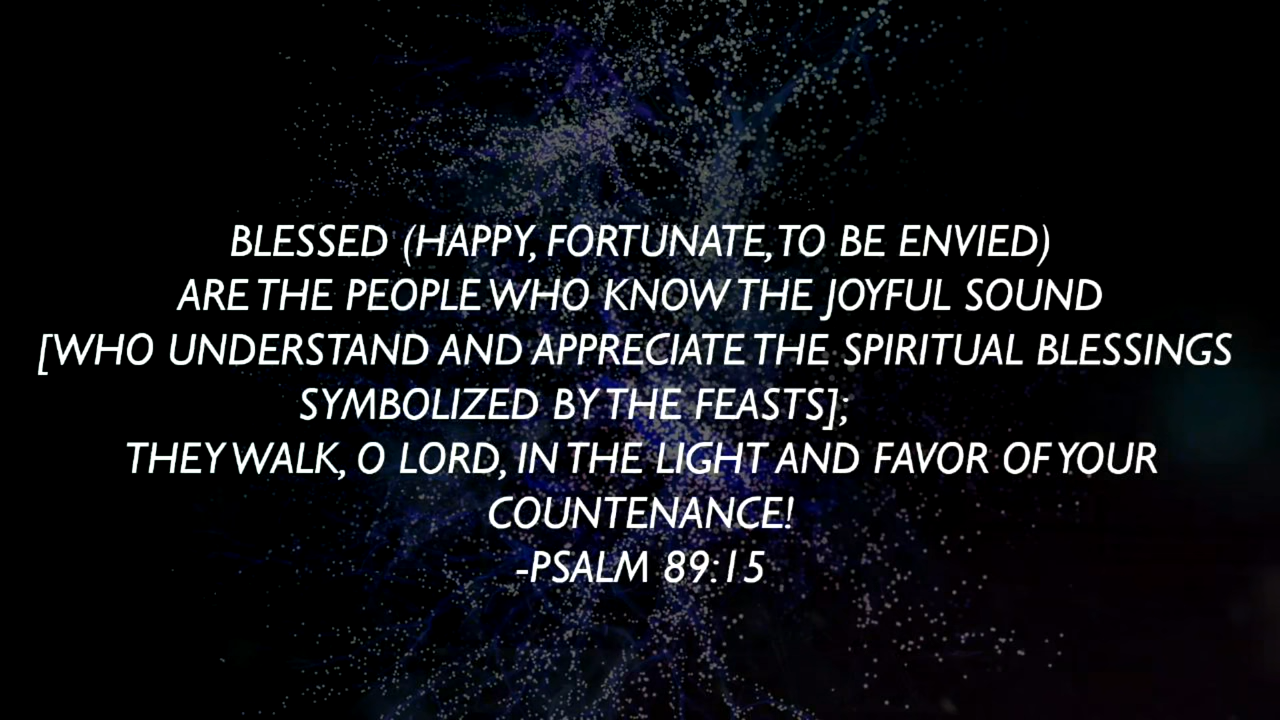 BLESSED (HAPPY, FORTUNATE, TO BE ENVIED)
ARE THE PEOPLE WHO KNOW THE JOYFUL SOUND
[WHO UNDERSTAND AND APPRECIATE THE SPIRITUAL BLESSINGS
SYMBOLIZED BY THE FEASTS];
THEY WALK, O LORD, IN THE LIGHT AND FAVOR OF YOUR
COUNTENANCE!
-PSALM 89:15